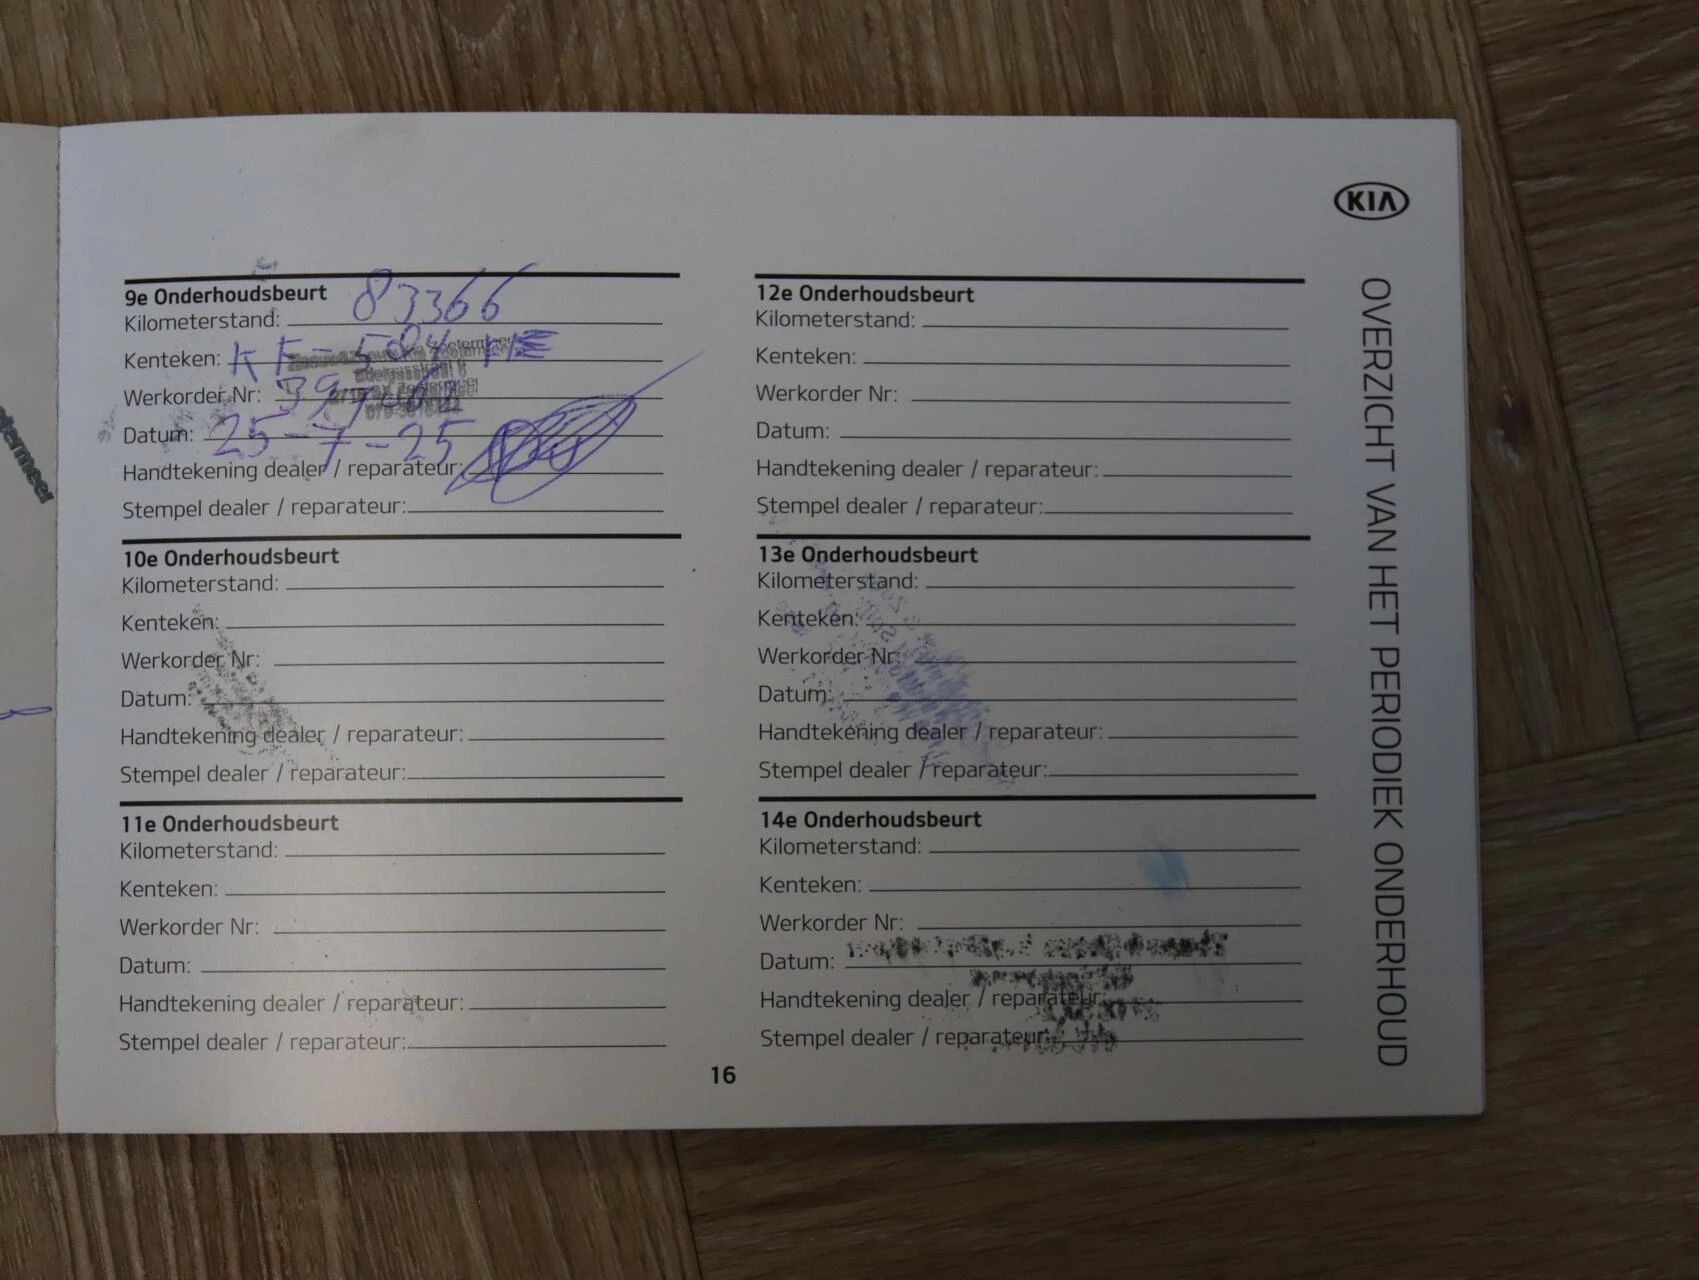 KIA
OVERZICHT VAN HET PERIODIEK ONDERHOUD
9e Onderhoudsbeurt
Kilometerstand: 83366
Kenteken:
Werkorder Nr:
Datum: 25-7-25
Handtekening dealer / reparateur:
Stempel dealer / reparateur:
10e Onderhoudsbeurt
Kilometerstand:
Kenteken:
Werkorder Nr:
Datum:
Handtekening dealer / reparateur:
Stempel dealer / reparateur:
11e Onderhoudsbeurt
Kilometerstand:
Kenteken:
Werkorder Nr:
Datum:
Handtekening dealer / reparateur:
Stempel dealer / reparateur:
12e Onderhoudsbeurt
Kilometerstand:
Kenteken:
Werkorder Nr:
Datum:
Handtekening dealer / reparateur:
Stempel dealer / reparateur:
13e Onderhoudsbeurt
Kilometerstand:
Kenteken:
Werkorder Nr:
Datum:
Handtekening dealer / reparateur:
Stempel dealer / reparateur:
14e Onderhoudsbeurt
Kilometerstand:
Kenteken:
Werkorder Nr:
Datum:
Handtekening dealer / reparateur:
Stempel dealer / reparateur:
16